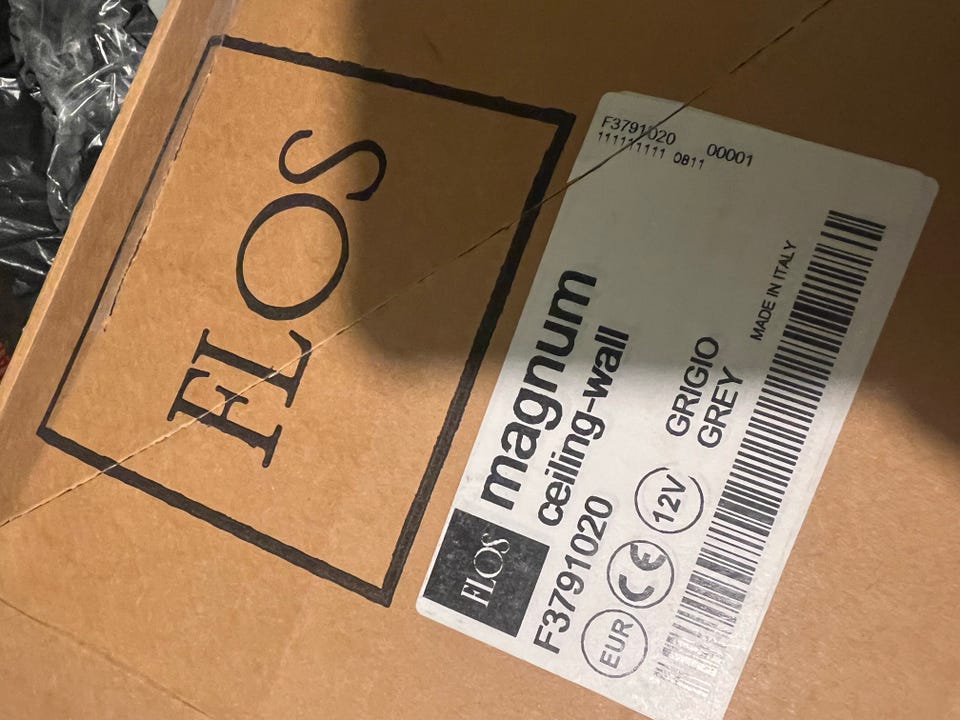 FLOS
F3791020 00001
111111111 0811
FLOS
magnum
ceiling-wall
F3791020
EUR CE 12V
GRIGIO
GREY
MADE IN ITALY